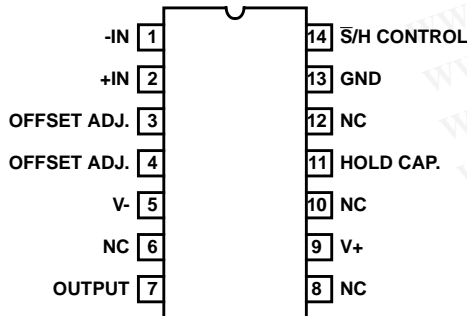 -IN 1 14 S̅/H CONTROL
+IN 2 13 GND
OFFSET ADJ. 3 12 NC
OFFSET ADJ. 4 11 HOLD CAP.
V- 5 10 NC
NC 6 9 V+
OUTPUT 7 8 NC